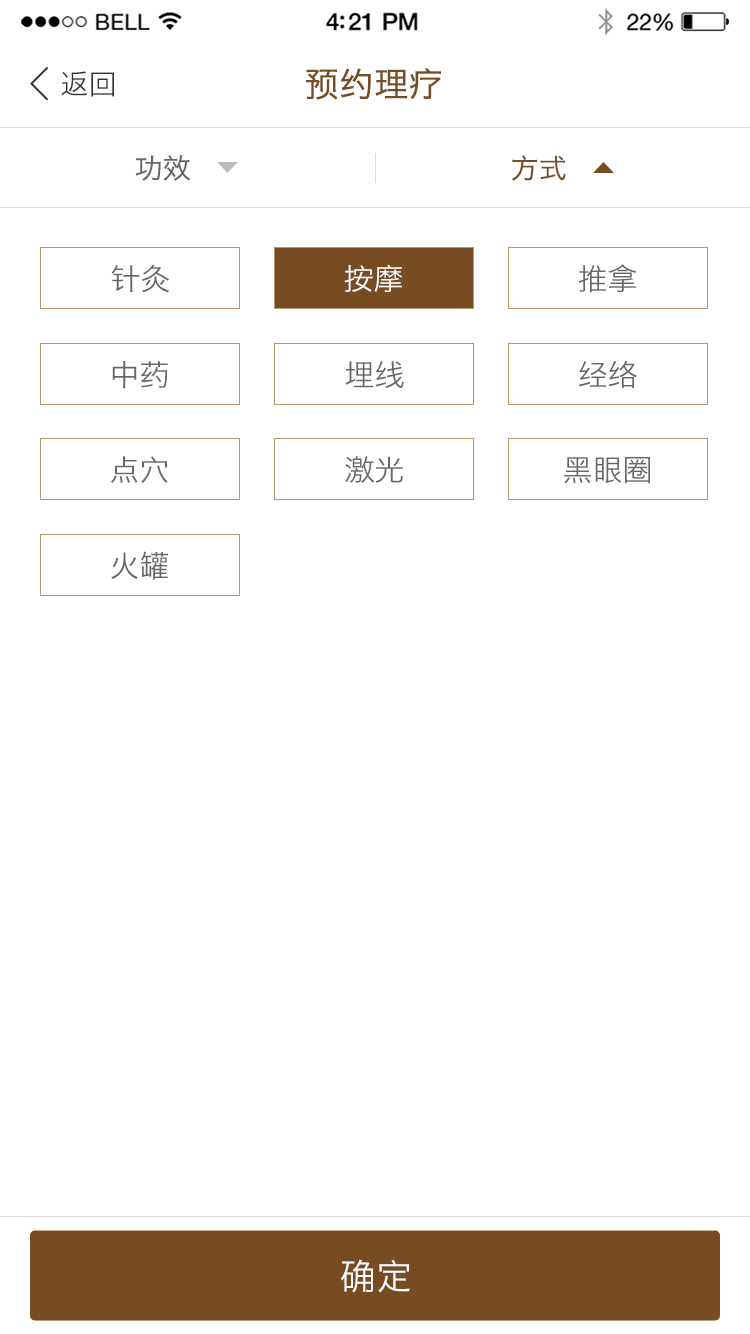 BELL 4:21 PM 22%
返回 预约理疗
功效 方式
针灸 按摩 推拿
中药 埋线 经络
点穴 激光 黑眼圈
火罐
确定